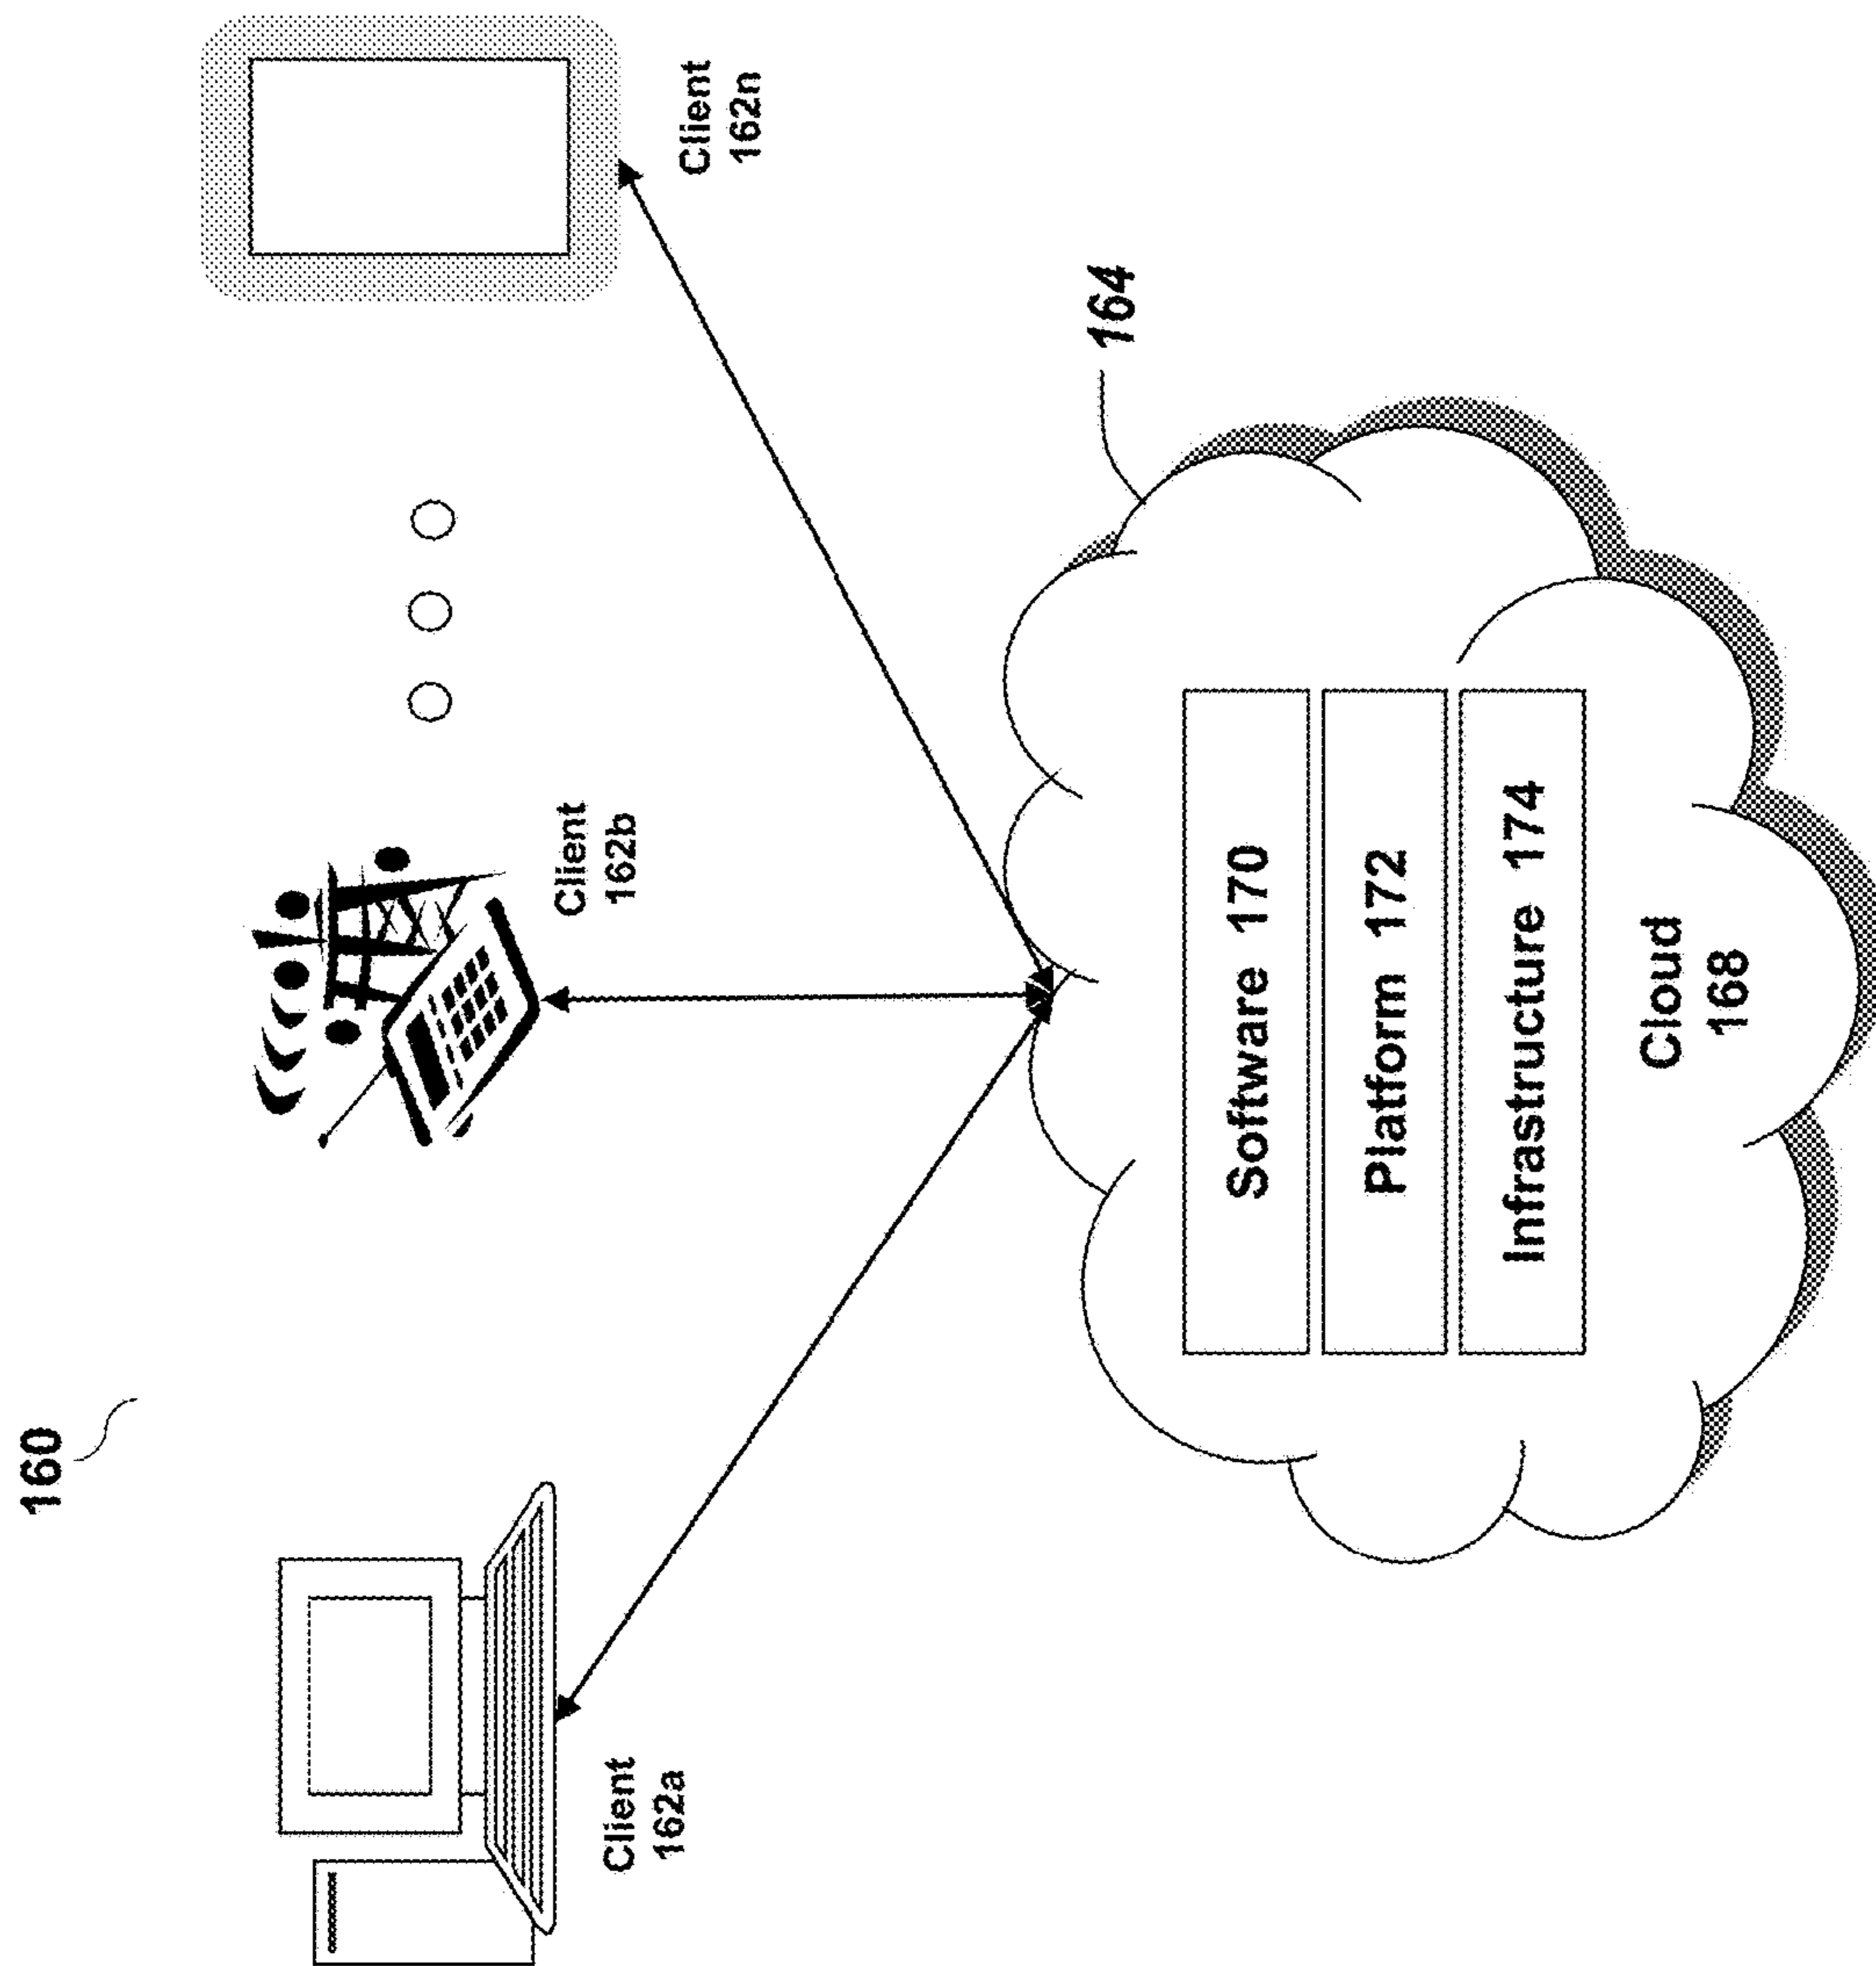 160
Client
162a
Client
162b
Client
162n
164
Software 170
Platform 172
Infrastructure 174
Cloud
168